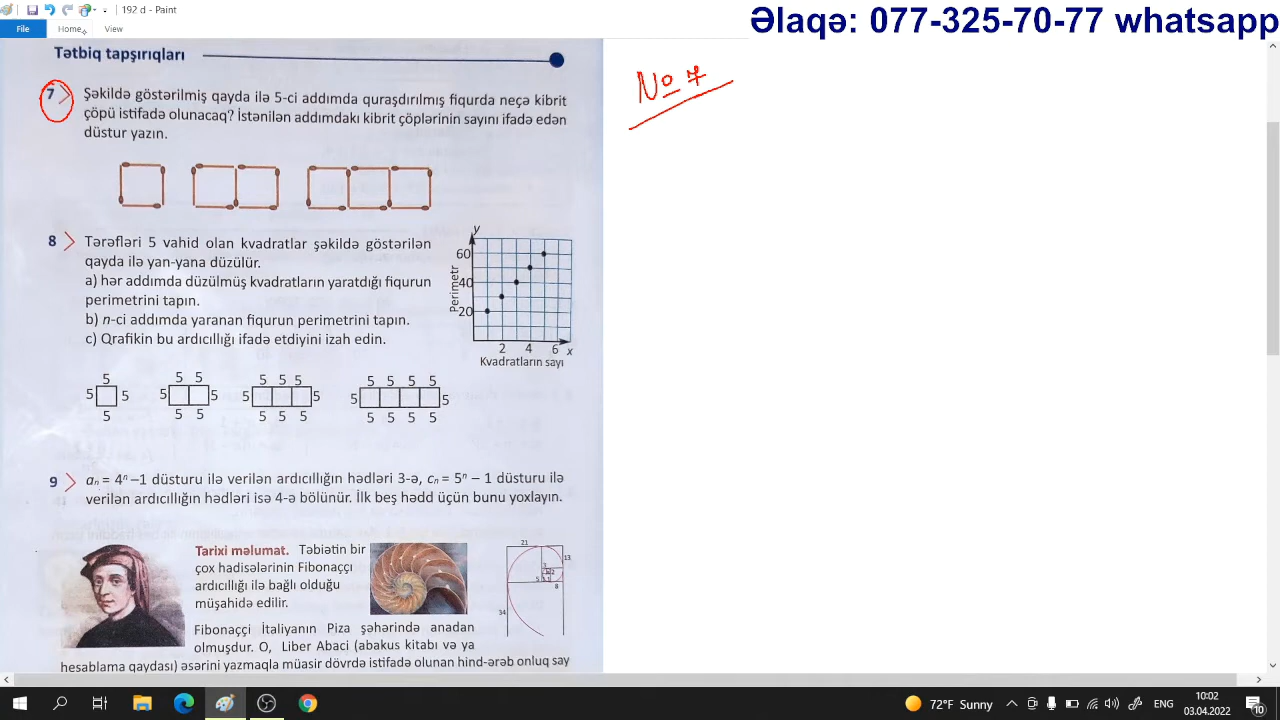 192 d - Paint
Əlaqə: 077-325-70-77 whatsapp
File Home View
Tətbiq tapşırıqları
No 7
7 Şəkildə göstərilmiş qayda ilə 5-ci addımda quraşdırılmış fiqurda neçə kibrit
çöpü istifadə olunacaq? İstənilən addımdakı kibrit çöplərinin sayını ifadə edən
düstur yazın.
8 Tərəfləri 5 vahid olan kvadratlar şəkildə göstərilən
qayda ilə yan-yana düzülür.
a) hər addımda düzülmüş kvadratların yaratdığı fiqurun
perimetrini tapın.
b) n-ci addımda yaranan fiqurun perimetrini tapın.
c) Qrafikin bu ardıcıllığı ifadə etdiyini izah edin.
y
60
40
20
Perimetr
2 4 6 x
Kvadratların sayı
5 5 5 5 5 5 5 5 5 5
5 5 5 5 5 5 5 5
5 5 5 5 5 5 5 5 5 5
9 aₙ = 4ⁿ –1 düsturu ilə verilən ardıcıllığın hədləri 3-ə, cₙ = 5ⁿ – 1 düsturu ilə
verilən ardıcıllığın hədləri isə 4-ə bölünür. İlk beş hədd üçün bunu yoxlayın.
Tarixi məlumat. Təbiətin bir
çox hadisələrinin Fibonaççı
ardıcıllığı ilə bağlı olduğu
müşahidə edilir.
21
13
5
8
34
Fibonaççi İtaliyanın Piza şəhərində anadan
olmuşdur. O, Liber Abaci (abakus kitabı və ya
hesablama qaydası) əsərini yazmaqla müasir dövrdə istifadə olunan hind-ərəb onluq say
72°F Sunny
ENG
10:02
03.04.2022
10